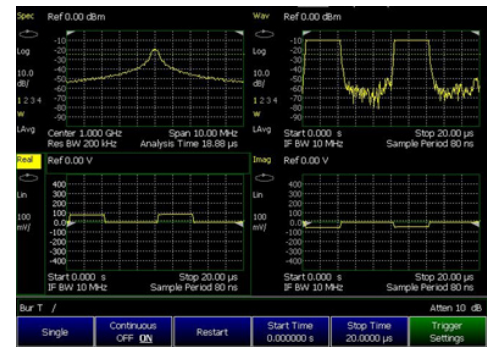 Spec Ref 0.00 dBm
Log
10.0
dB/
1 2 3 4
W
LAvg
-10
-20
-30
-40
-50
-60
-70
-80
-90
Center 1.000 GHz Span 10.00 MHz
Res BW 200 kHz Analysis Time 18.88 µs
Wav Ref 0.00 dBm
Log
10.0
dB/
1 2 3 4
W
LAvg
-10
-20
-30
-40
-50
-60
-70
-80
-90
Start 0.000 s Stop 20.00 µs
IF BW 10 MHz Sample Period 80 ns
Real Ref 0.00 V
Lin
100
mV/
400
300
200
100
0.0
-100
-200
-300
-400
Start 0.000 s Stop 20.00 µs
IF BW 10 MHz Sample Period 80 ns
Imag Ref 0.00 V
Lin
100
mV/
400
300
200
100
0.0
-100
-200
-300
-400
Start 0.000 s Stop 20.00 µs
IF BW 10 MHz Sample Period 80 ns
Bur T / Atten 10 dB
Single
Continuous
OFF ON
Restart
Start Time
0.000000 s
Stop Time
20.0000 µs
Trigger
Settings